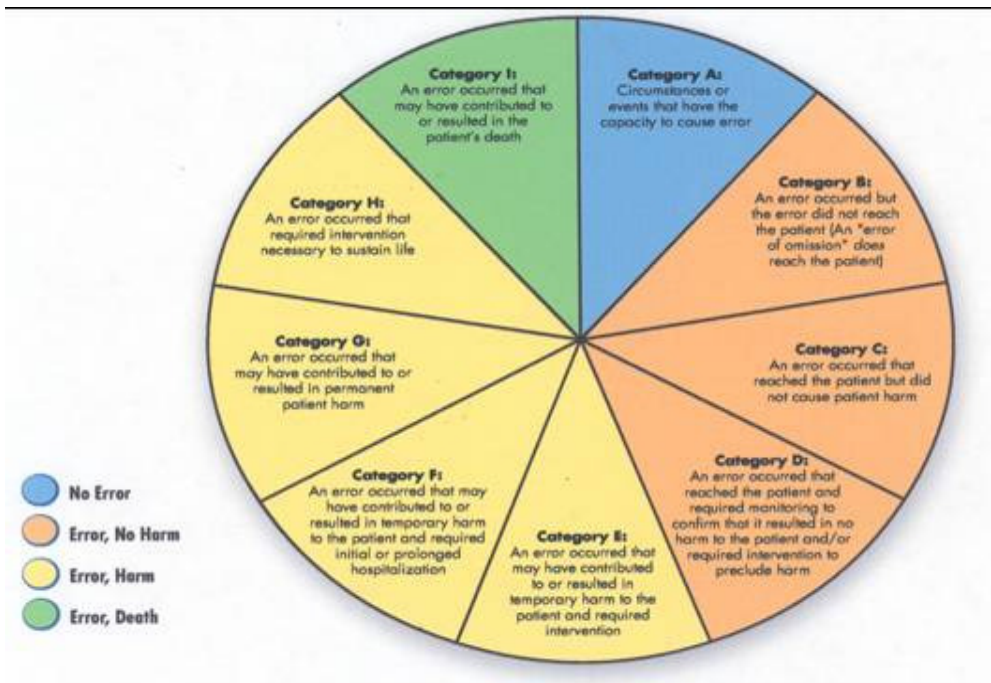 Category I:
An error occurred that
may have contributed to
or resulted in the
patient's death
Category A:
Circumstances or
events that have the
capacity to cause error
Category B:
An error occurred but
the error did not reach
the patient (An "error
of omission" does
reach the patient)
Category H:
An error occurred that
required intervention
necessary to sustain life
Category C:
An error occurred that
reached the patient but did
not cause patient harm
Category G:
An error occurred that
may have contributed to or
resulted in permanent
patient harm
Category D:
An error occurred that
reached the patient and
required monitoring to
confirm that it resulted in no
harm to the patient and/or
required intervention to
preclude harm
Category F:
An error occurred that may
have contributed to or
resulted in temporary harm
to the patient and required
initial or prolonged
hospitalization
Category E:
An error occurred that
may have contributed
to or resulted in
temporary harm to the
patient and required
intervention
No Error
Error, No Harm
Error, Harm
Error, Death